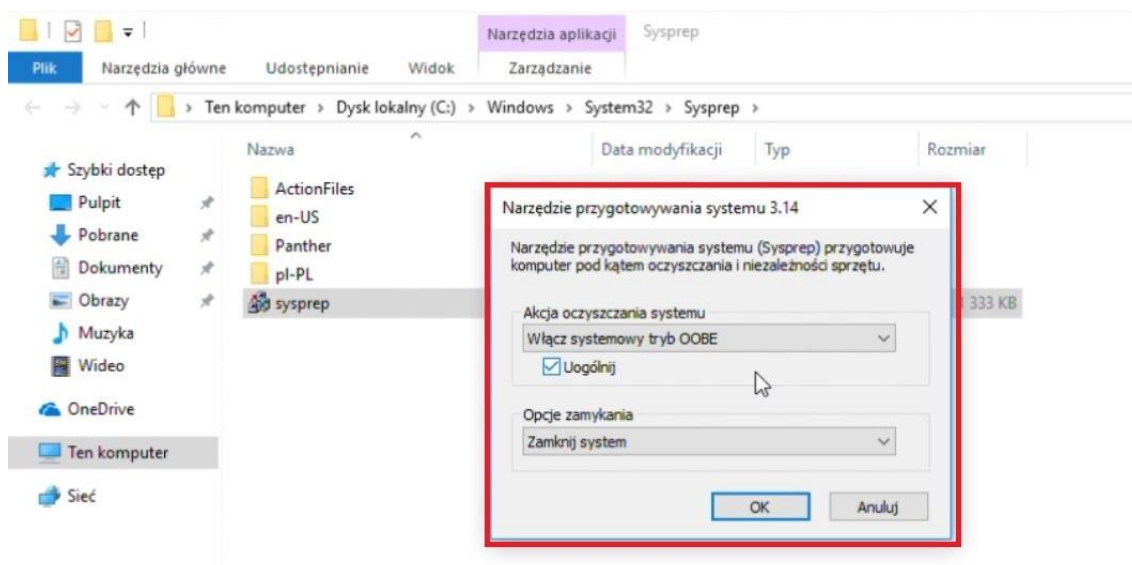 Narzędzia aplikacji Sysprep
Plik Narzędzia główne Udostępnianie Widok Zarządzanie
Ten komputer > Dysk lokalny (C:) > Windows > System32 > Sysprep >
Nazwa Data modyfikacji Typ Rozmiar
Szybki dostęp
Pulpit
Pobrane
Dokumenty
Obrazy
Muzyka
Wideo
OneDrive
Ten komputer
Sieć
ActionFiles
en-US
Panther
pl-PL
sysprep 333 KB
Narzędzie przygotowywania systemu 3.14
Narzędzie przygotowywania systemu (Sysprep) przygotowuje
komputer pod kątem oczyszczania i niezależności sprzętu.
Akcja oczyszczania systemu
Włącz systemowy tryb OOBE
Uogólnij
Opcje zamykania
Zamknij system
OK Anuluj